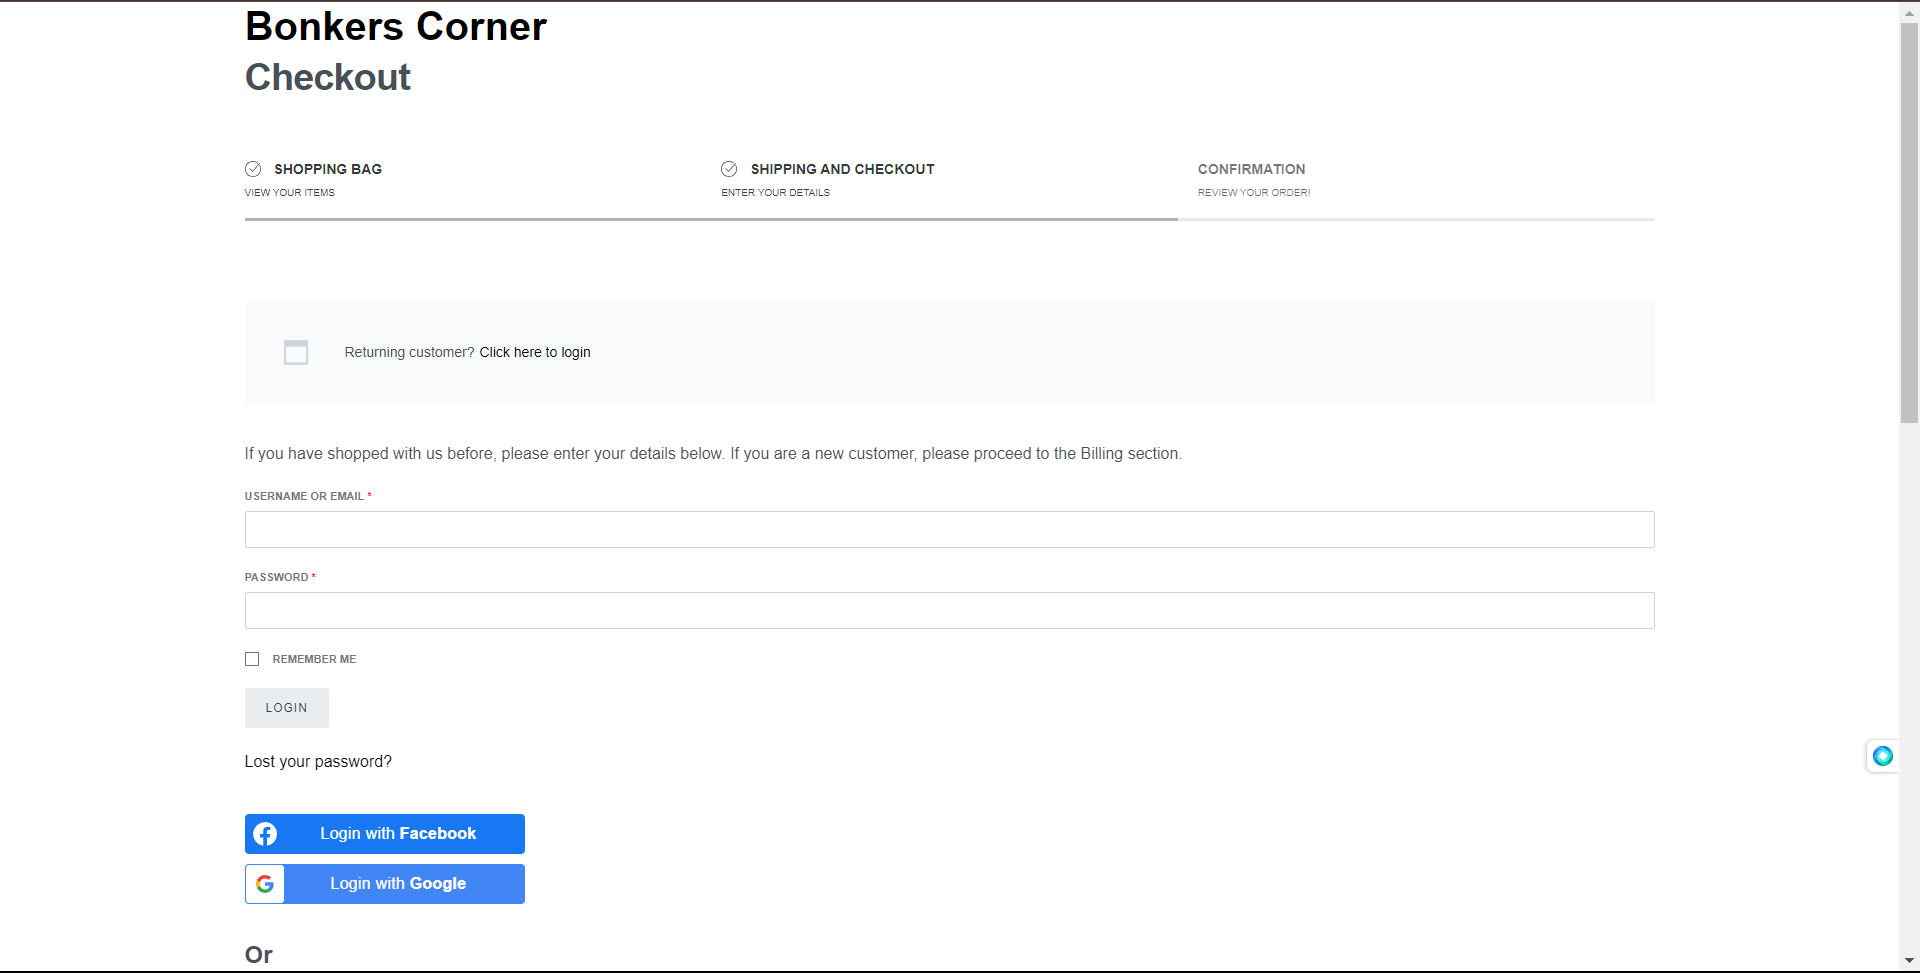 Bonkers Corner
Checkout
SHOPPING BAG
VIEW YOUR ITEMS
SHIPPING AND CHECKOUT
ENTER YOUR DETAILS
CONFIRMATION
REVIEW YOUR ORDER!
Returning customer? Click here to login
If you have shopped with us before, please enter your details below. If you are a new customer, please proceed to the Billing section.
USERNAME OR EMAIL *
PASSWORD *
REMEMBER ME
LOGIN
Lost your password?
Login with Facebook
Login with Google
Or